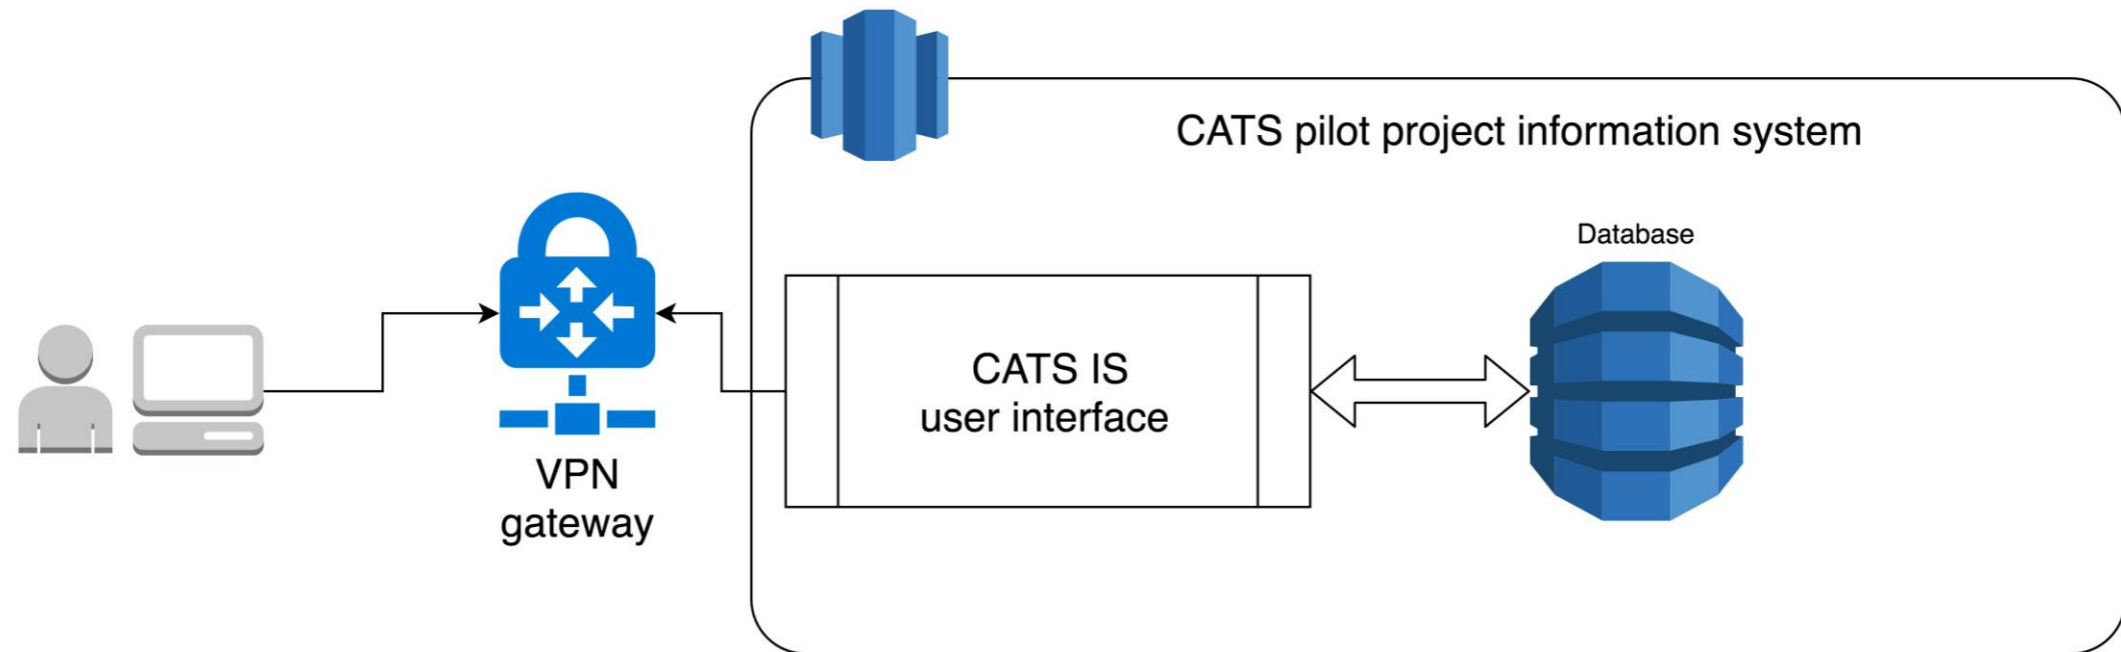 CATS pilot project information system
Database
CATS IS
user interface
VPN
gateway